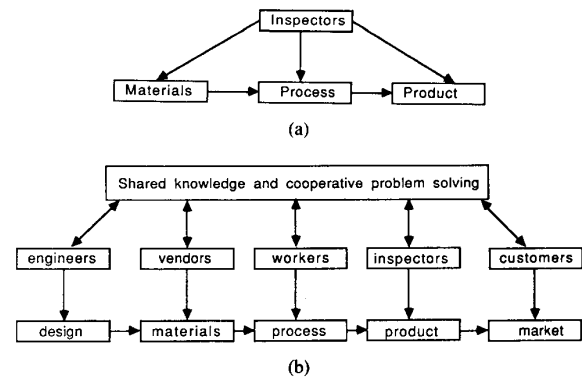 Inspectors
Materials Process Product
(a)
Shared knowledge and cooperative problem solving
engineers vendors workers inspectors customers
design materials process product market
(b)